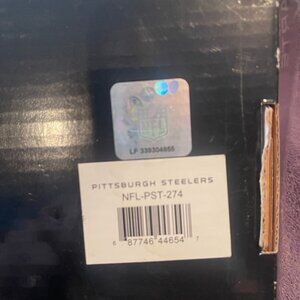 LP 339304855
PITTSBURGH STEELERS
NFL-PST-274
6 87746 44654 7